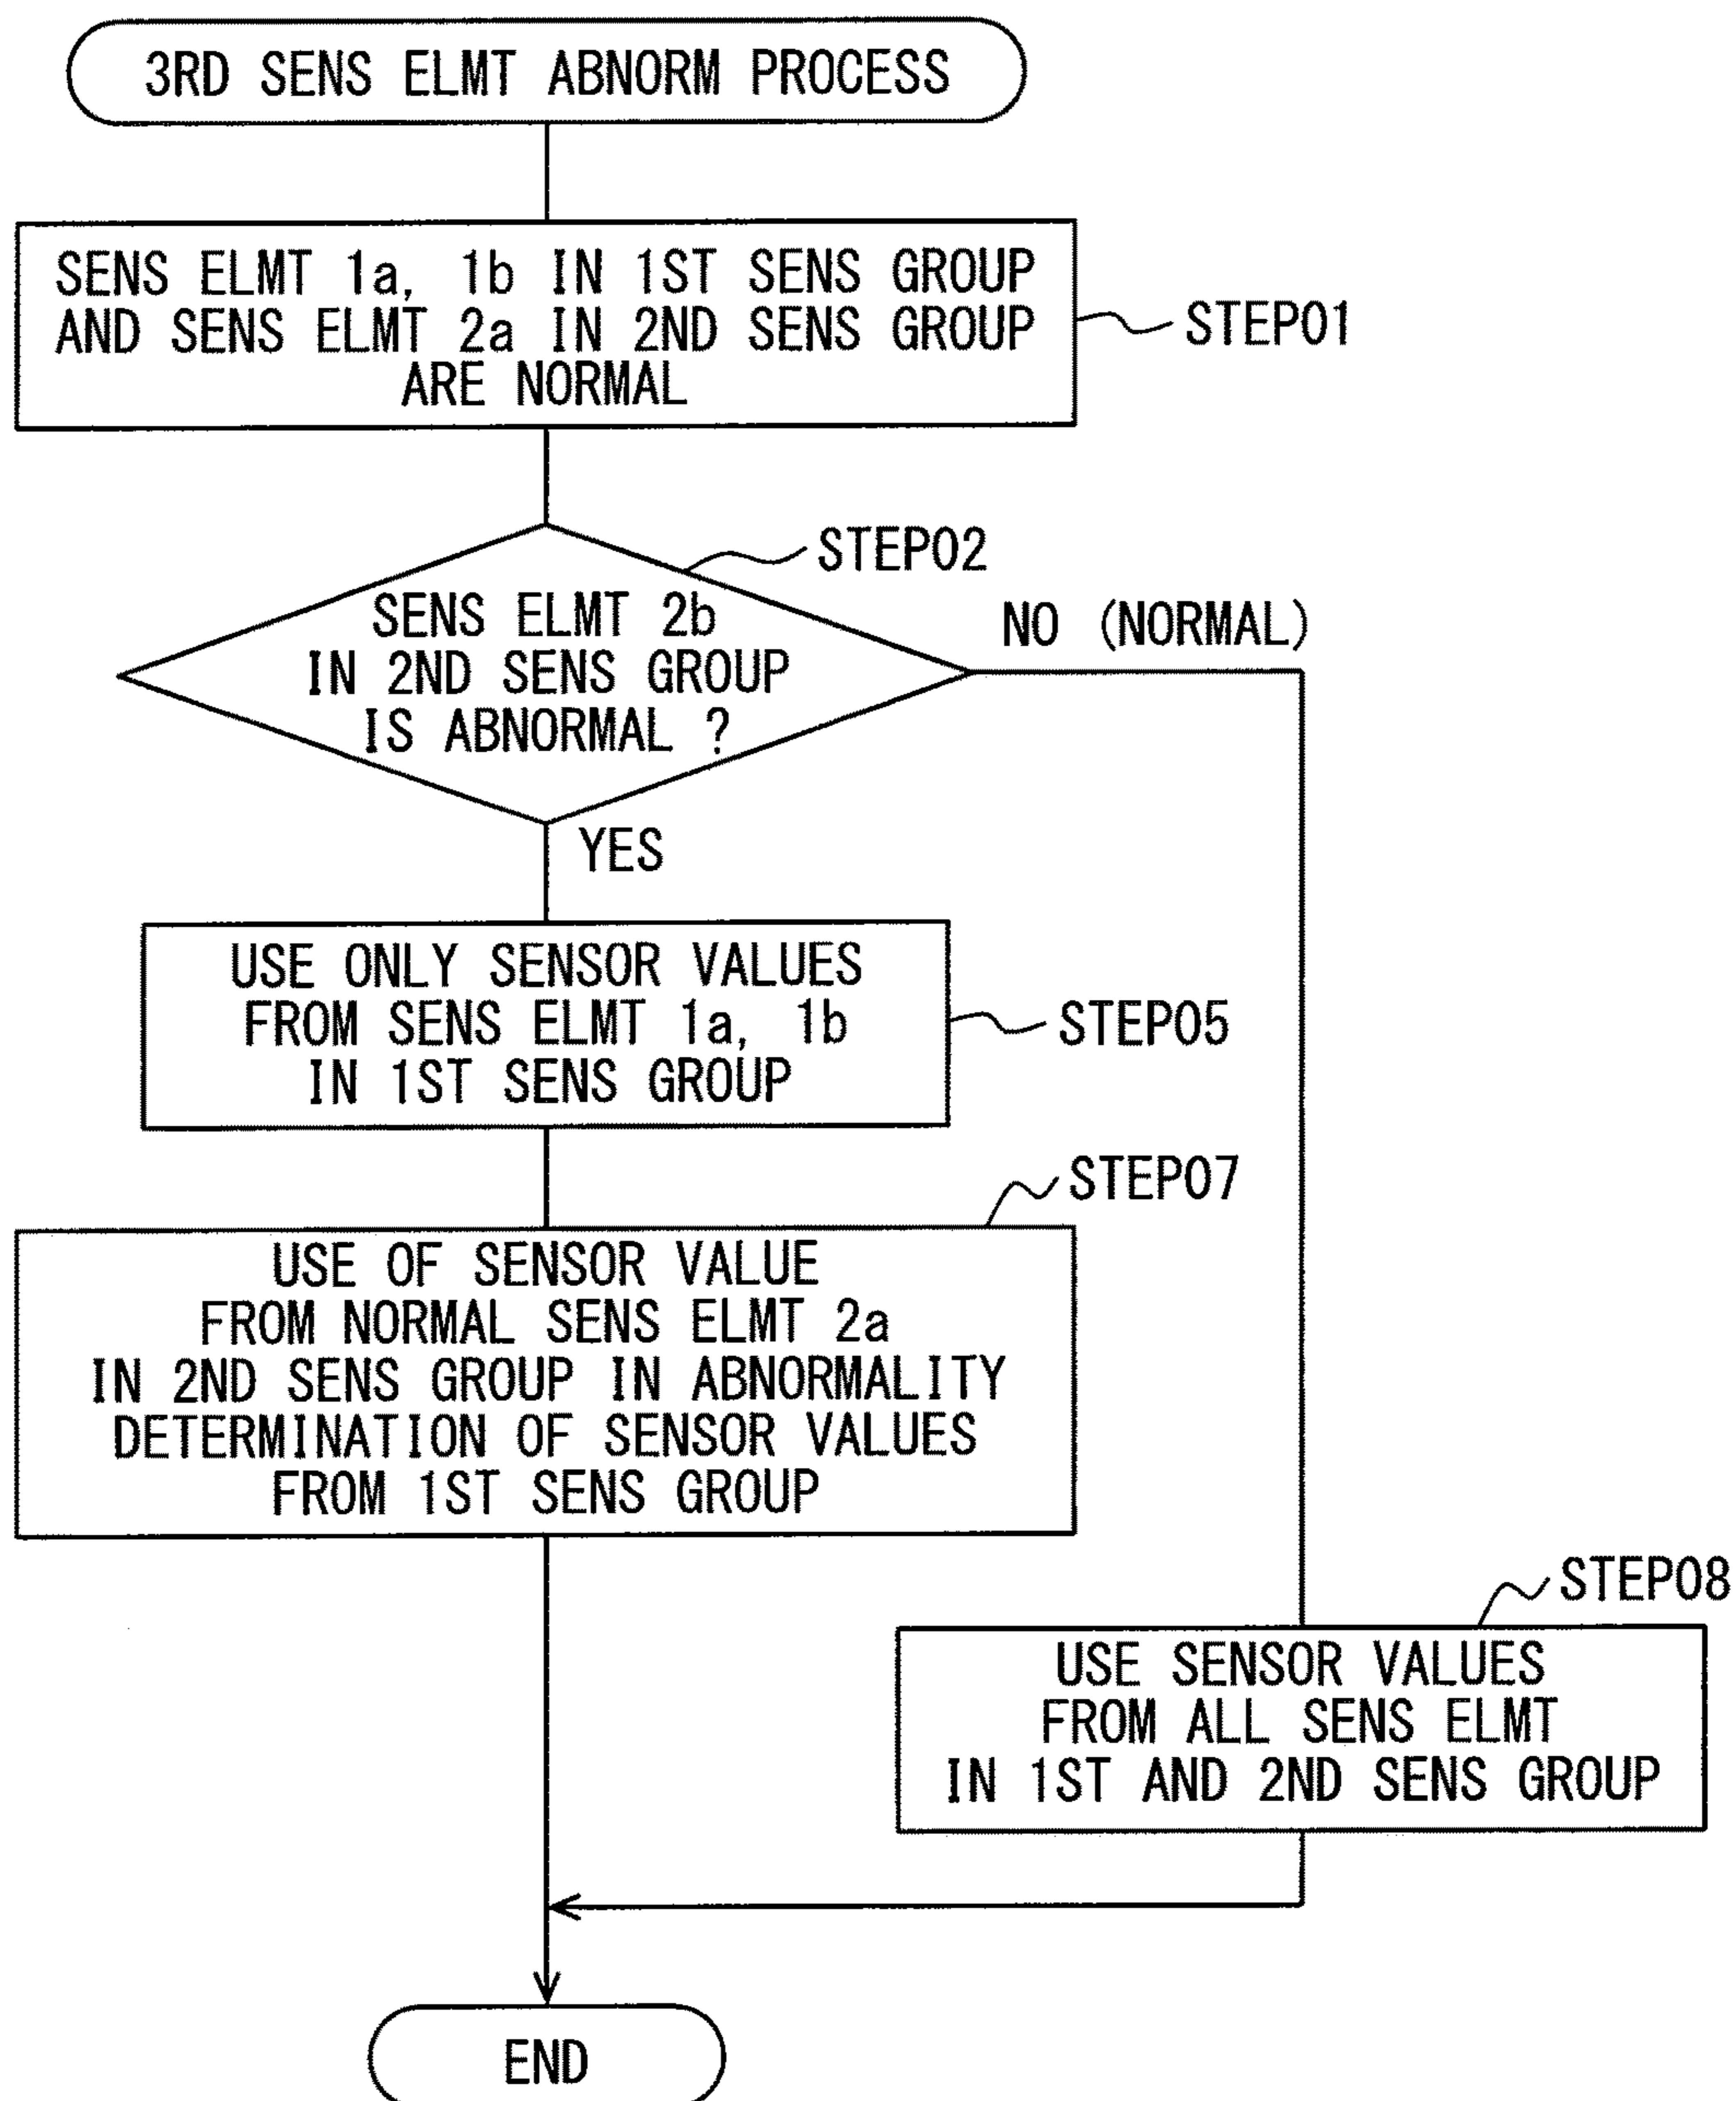 3RD SENS ELMT ABNORM PROCESS
SENS ELMT 1a, 1b IN 1ST SENS GROUP
AND SENS ELMT 2a IN 2ND SENS GROUP
ARE NORMAL
STEP01
STEP02
SENS ELMT 2b
IN 2ND SENS GROUP
IS ABNORMAL ?
NO (NORMAL)
YES
USE ONLY SENSOR VALUES
FROM SENS ELMT 1a, 1b
IN 1ST SENS GROUP
STEP05
STEP07
USE OF SENSOR VALUE
FROM NORMAL SENS ELMT 2a
IN 2ND SENS GROUP IN ABNORMALITY
DETERMINATION OF SENSOR VALUES
FROM 1ST SENS GROUP
STEP08
USE SENSOR VALUES
FROM ALL SENS ELMT
IN 1ST AND 2ND SENS GROUP
END